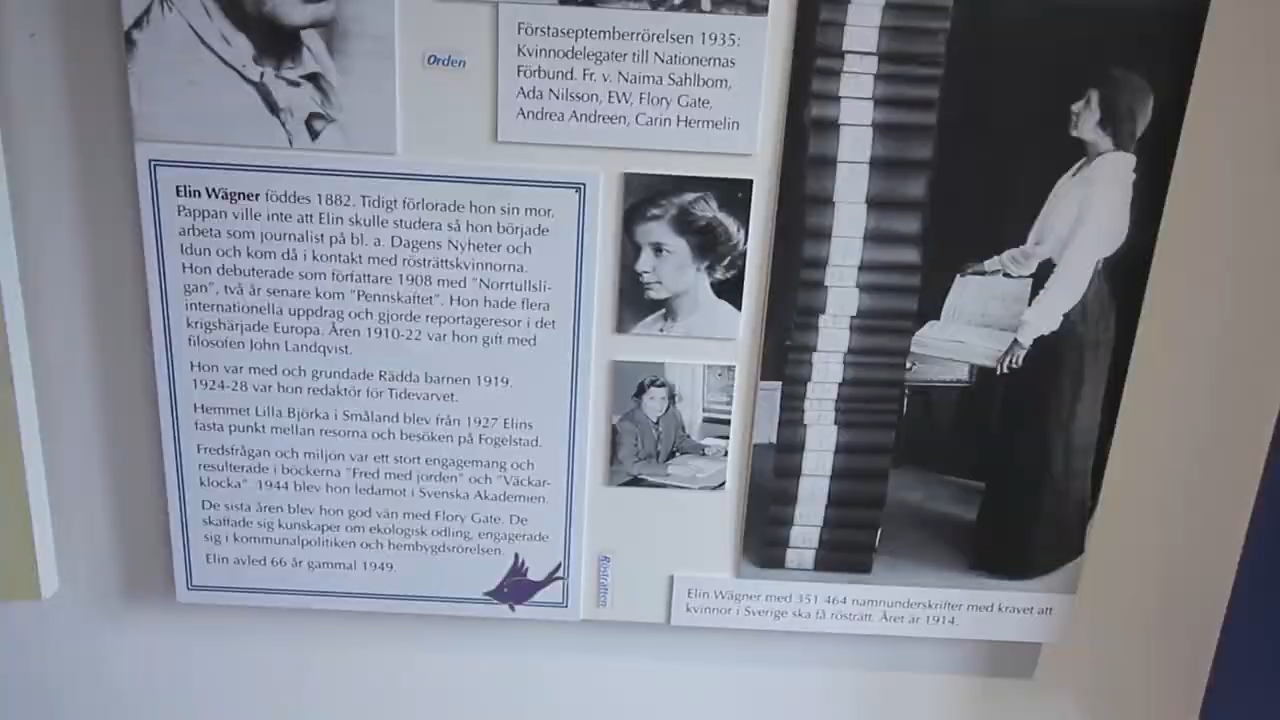 Förstaseptemberrörelsen 1935:
Kvinnodelegater till Nationernas
Förbund. Fr. v. Naima Sahlbom,
Ada Nilsson, EW, Flory Gate,
Andrea Andreen, Carin Hermelin
Orden
Elin Wägner föddes 1882. Tidigt förlorade hon sin mor.
Pappan ville inte att Elin skulle studera så hon började
arbeta som journalist på bl. a. Dagens Nyheter och
Idun och kom då i kontakt med rösträttskvinnorna.
Hon debuterade som författare 1908 med "Norrtullsli-
gan", två år senare kom "Pennskaftet". Hon hade flera
internationella uppdrag och gjorde reportageresor i det
krigshärjade Europa. Åren 1910-22 var hon gift med
filosofen John Landqvist.
Hon var med och grundade Rädda barnen 1919.
1924-28 var hon redaktör för Tidevarvet.
Hemmet Lilla Björka i Småland blev från 1927 Elins
fasta punkt mellan resorna och besöken på Fogelstad.
Fredsfrågan och miljön var ett stort engagemang och
resulterade i böckerna "Fred med jorden" och "Väckar-
klocka" 1944 blev hon ledamot i Svenska Akademien.
De sista åren blev hon god vän med Flory Gate. De
skaffade sig kunskaper om ekologisk odling, engagerade
sig i kommunalpolitiken och hembygdsrörelsen.
Elin avled 66 år gammal 1949.
Rösträtten
Elin Wägner med 351 464 namnunderskrifter med kravet att
kvinnor i Sverige ska få rösträtt. Året är 1914.